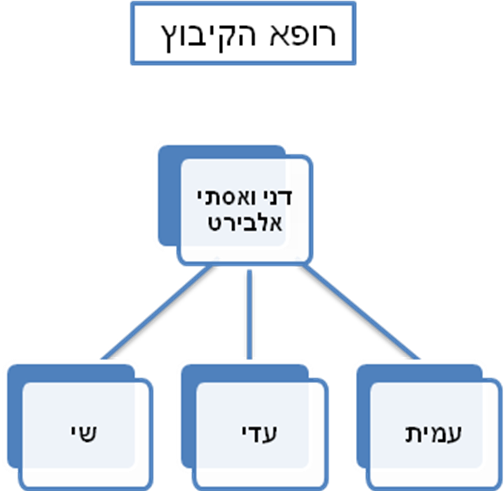 רופא הקיבוץ
דני ואסתי
אלבירט
עמית
עדי
שי